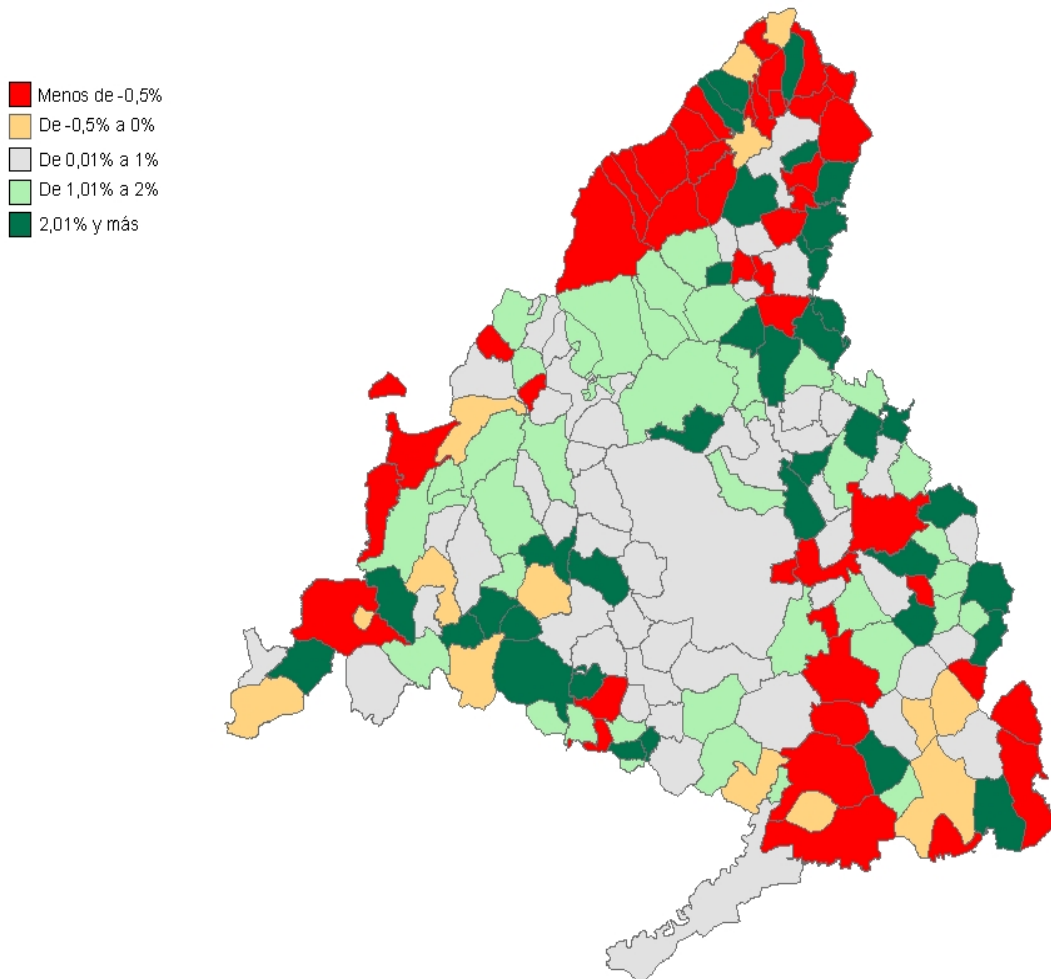 Menos de -0,5%
De -0,5% a 0%
De 0,01% a 1%
De 1,01% a 2%
2,01% y más